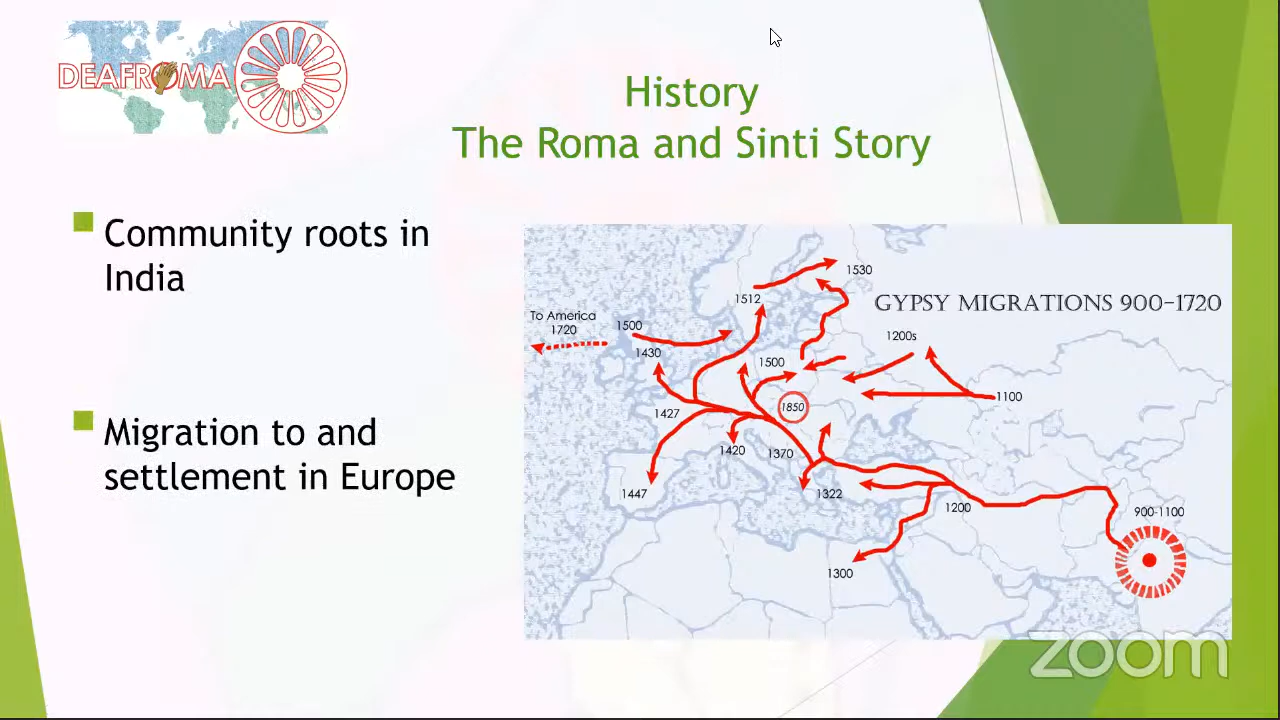 DEAFROMA
History
The Roma and Sinti Story
Community roots in
India
Migration to and
settlement in Europe
GYPSY MIGRATIONS 900-1720
1530
1512
To America
1720
1500
1430
1200s
1500
1100
1427
1850
1420
1370
1447
1322
1200
900-1100
1300
zoom